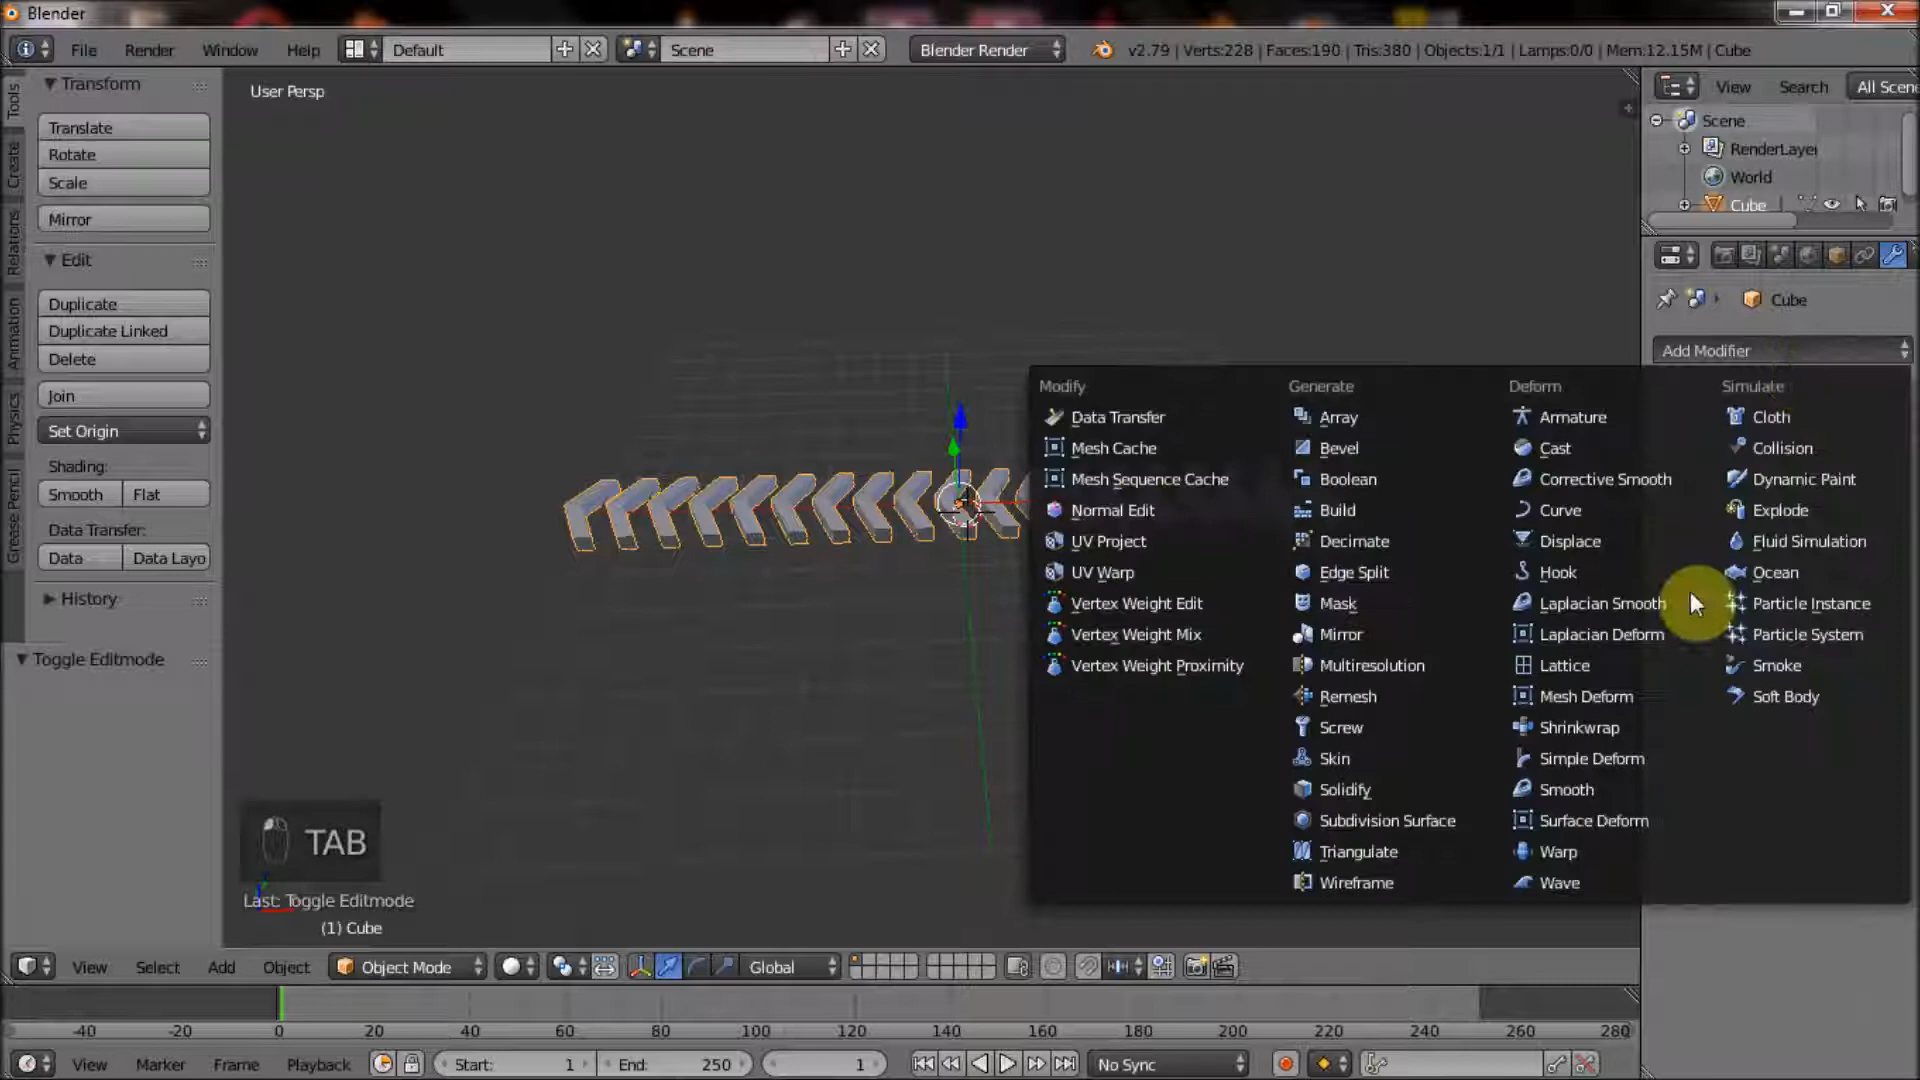 Blender
File Render Window Help Default Scene Blender Render v2.79 | Verts:228 | Faces:190 | Tris:380 | Objects:1/1 | Lamps:0/0 | Mem:12.15M | Cube
Tools
Create
Relations
Animation
Physics
Grease Pencil
Transform
Translate
Rotate
Scale
Mirror
Edit
Duplicate
Duplicate Linked
Delete
Join
Set Origin
Shading:
Smooth Flat
Data Transfer:
Data Data Layo
History
Toggle Editmode
User Persp
TAB
Last: Toggle Editmode
(1) Cube
View Search All Scene
Scene
RenderLayer
World
Cube
Cube
Add Modifier
Modify
Data Transfer
Mesh Cache
Mesh Sequence Cache
Normal Edit
UV Project
UV Warp
Vertex Weight Edit
Vertex Weight Mix
Vertex Weight Proximity
Generate
Array
Bevel
Boolean
Build
Decimate
Edge Split
Mask
Mirror
Multiresolution
Remesh
Screw
Skin
Solidify
Subdivision Surface
Triangulate
Wireframe
Deform
Armature
Cast
Corrective Smooth
Curve
Displace
Hook
Laplacian Smooth
Laplacian Deform
Lattice
Mesh Deform
Shrinkwrap
Simple Deform
Smooth
Surface Deform
Warp
Wave
Simulate
Cloth
Collision
Dynamic Paint
Explode
Fluid Simulation
Ocean
Particle Instance
Particle System
Smoke
Soft Body
View Select Add Object Object Mode Global
-40 -20 0 20 40 60 80 100 120 140 160 180 200 220 240 260 280
View Marker Frame Playback Start: 1 End: 250 1 No Sync